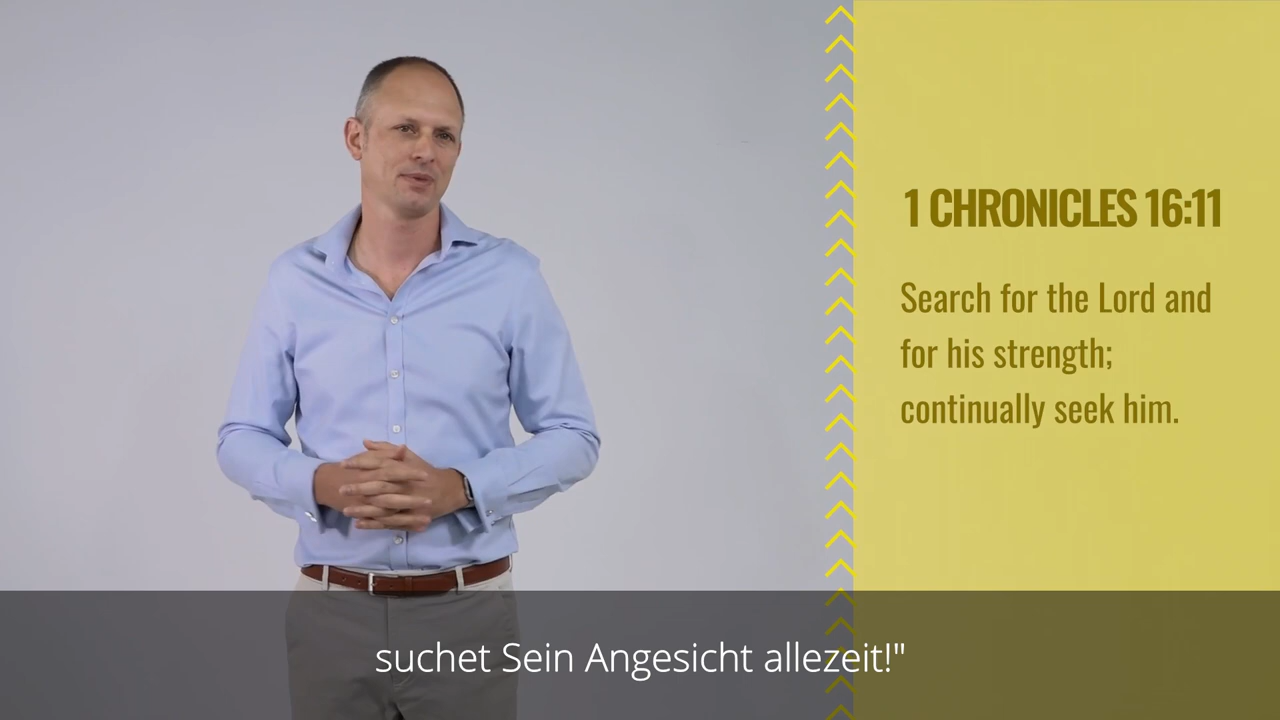 1 CHRONICLES 16:11
Search for the Lord and
for his strength;
continually seek him.
suchet Sein Angesicht allezeit!"